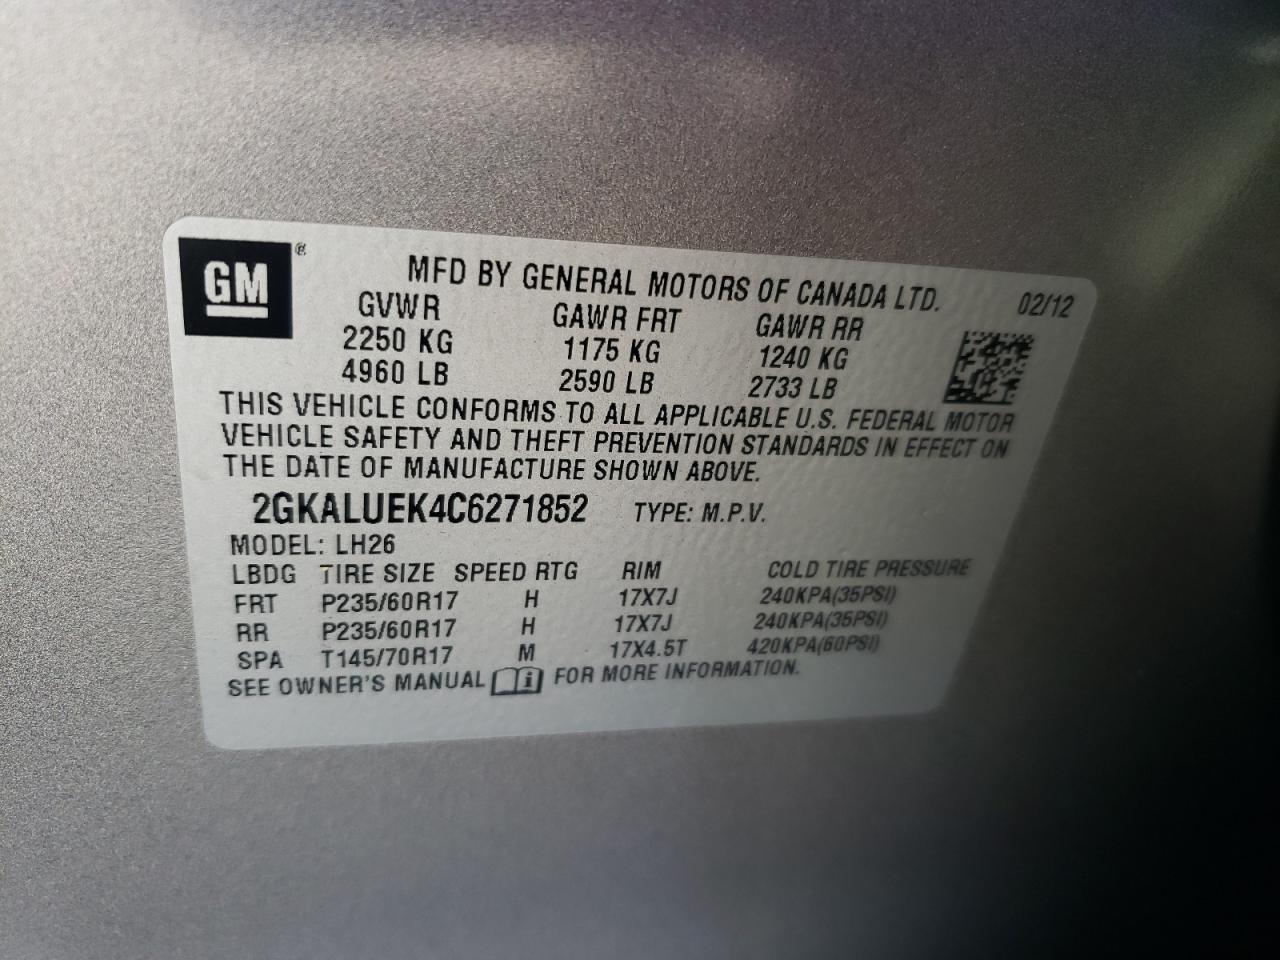 GM ®
MFD BY GENERAL MOTORS OF CANADA LTD. 02/12
GVWR GAWR FRT GAWR RR
2250 KG 1175 KG 1240 KG
4960 LB 2590 LB 2733 LB
THIS VEHICLE CONFORMS TO ALL APPLICABLE U.S. FEDERAL MOTOR
VEHICLE SAFETY AND THEFT PREVENTION STANDARDS IN EFFECT ON
THE DATE OF MANUFACTURE SHOWN ABOVE.
2GKALUEK4C6271852 TYPE: M.P.V.
MODEL: LH26
LBDG TIRE SIZE SPEED RTG RIM COLD TIRE PRESSURE
FRT P235/60R17 H 17X7J 240KPA(35PSI)
RR P235/60R17 H 17X7J 240KPA(35PSI)
SPA T145/70R17 M 17X4.5T 420KPA(60PSI)
SEE OWNER'S MANUAL i FOR MORE INFORMATION.